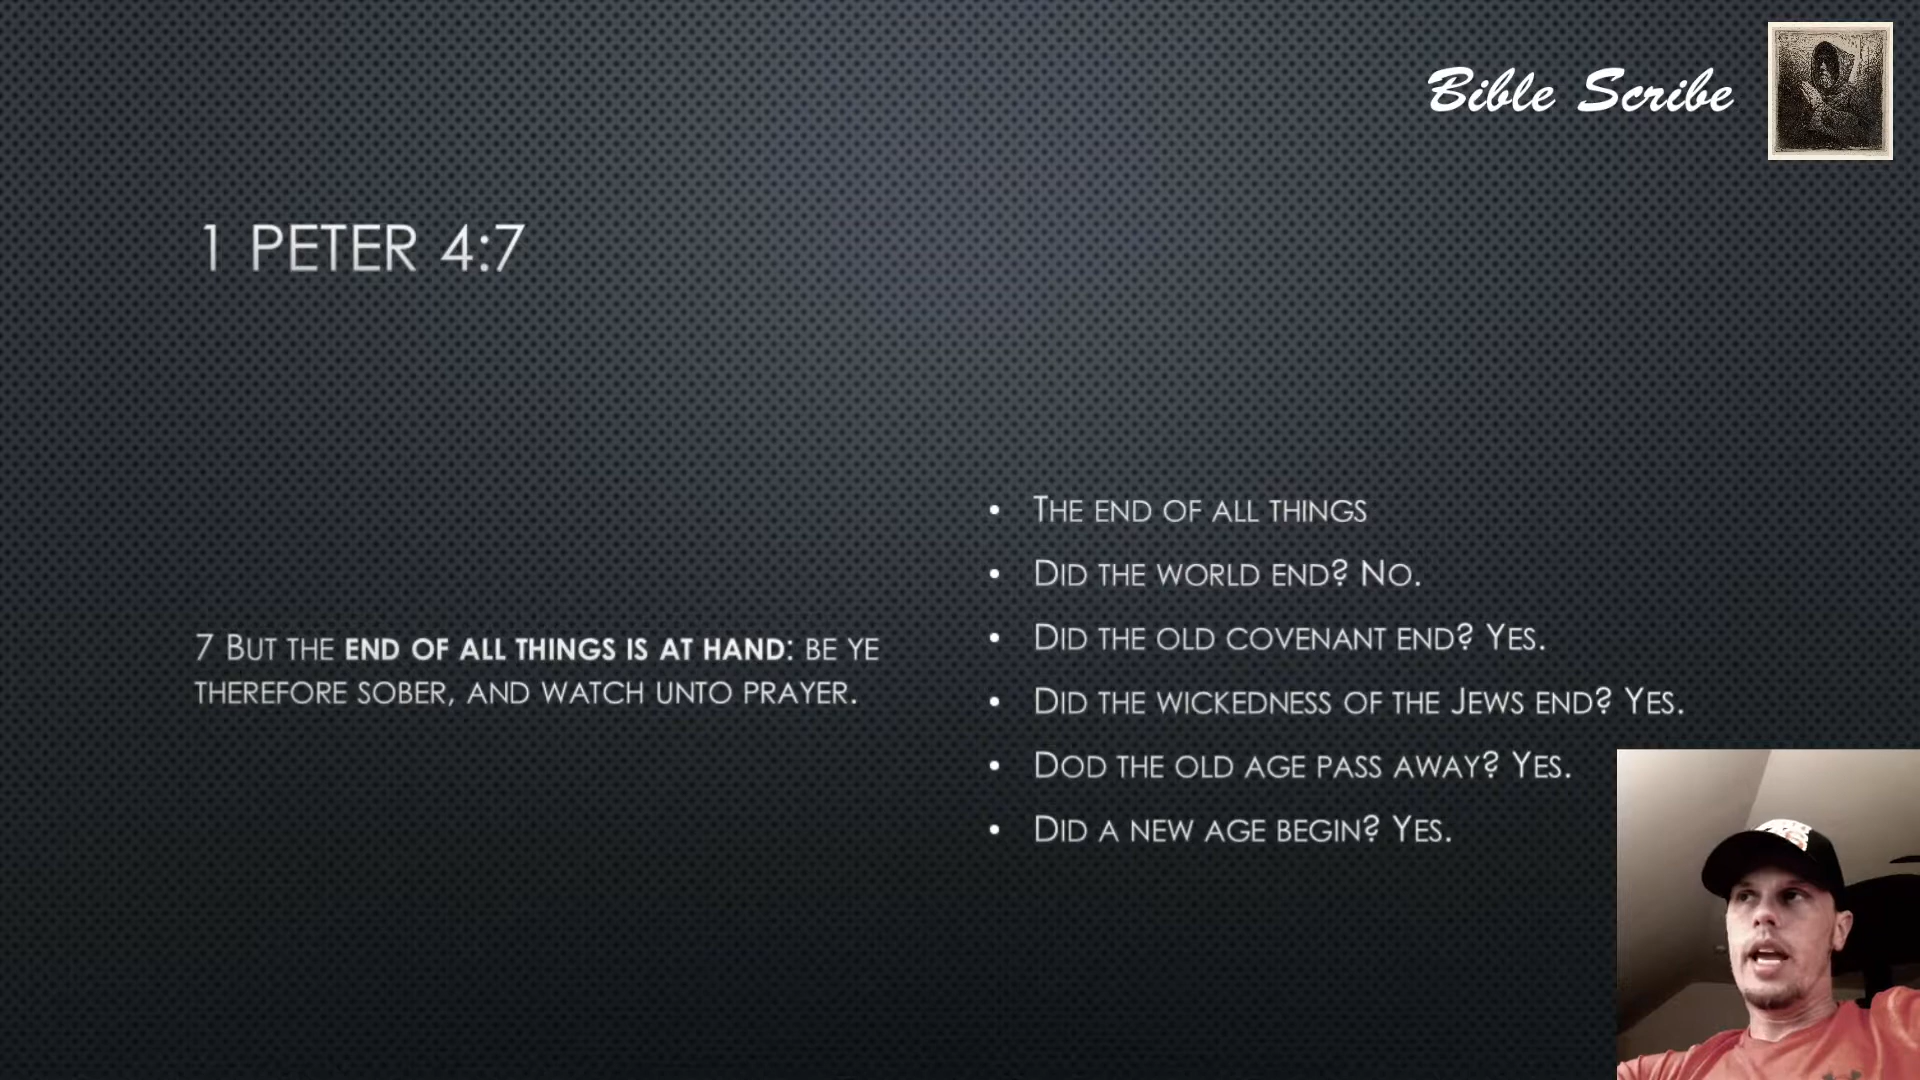 Bible Scribe
1 PETER 4:7
7 BUT THE END OF ALL THINGS IS AT HAND: BE YE
THEREFORE SOBER, AND WATCH UNTO PRAYER.
• THE END OF ALL THINGS
• DID THE WORLD END? NO.
• DID THE OLD COVENANT END? YES.
• DID THE WICKEDNESS OF THE JEWS END? YES.
• DOD THE OLD AGE PASS AWAY? YES.
• DID A NEW AGE BEGIN? YES.